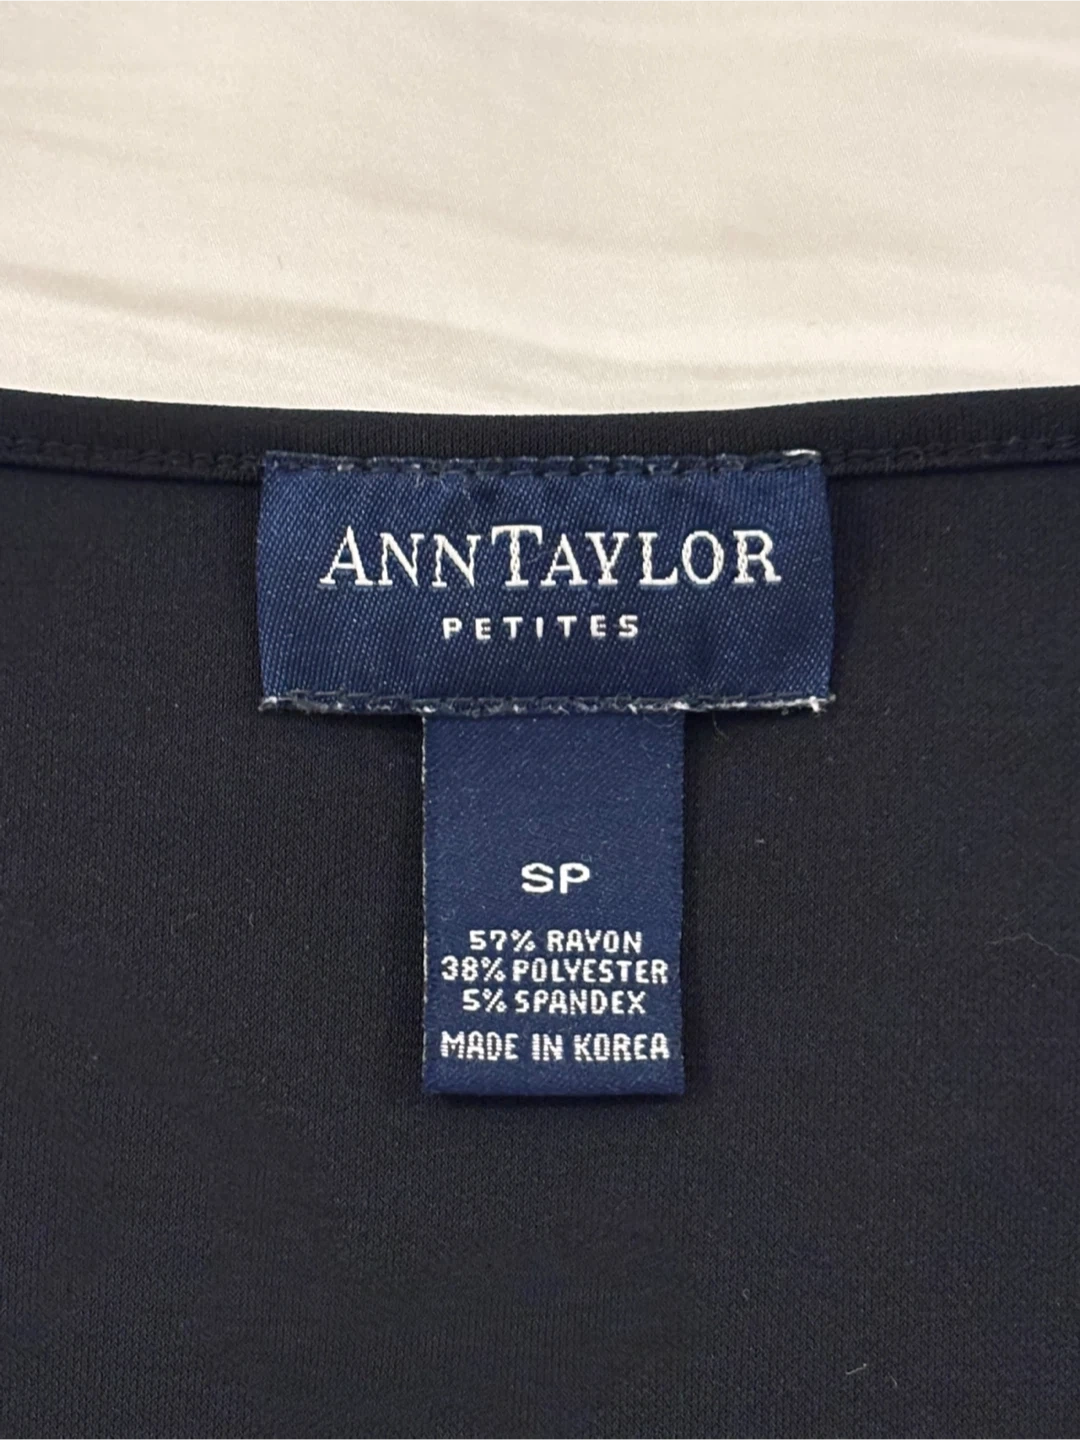 ANNTAYLOR
PETITES
SP
57% RAYON
38% POLYESTER
5% SPANDEX
MADE IN KOREA